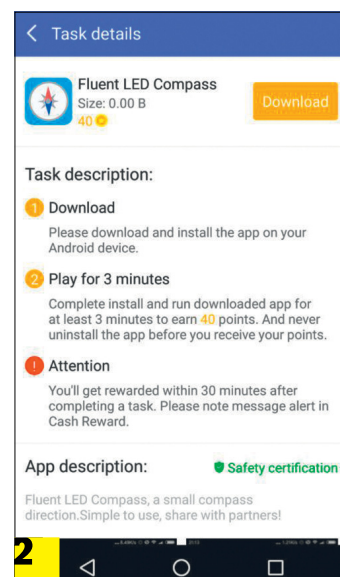 Task details
Fluent LED Compass
Size: 0.00 B
Download
40
Task description:
1 Download
Please download and install the app on your
Android device.
2 Play for 3 minutes
Complete install and run downloaded app for
at least 3 minutes to earn 40 points. And never
uninstall the app before you receive your points.
! Attention
You'll get rewarded within 30 minutes after
completing a task. Please note message alert in
Cash Reward.
App description:
Safety certification
Fluent LED Compass, a small compass
direction.Simple to use, share with partners!
2